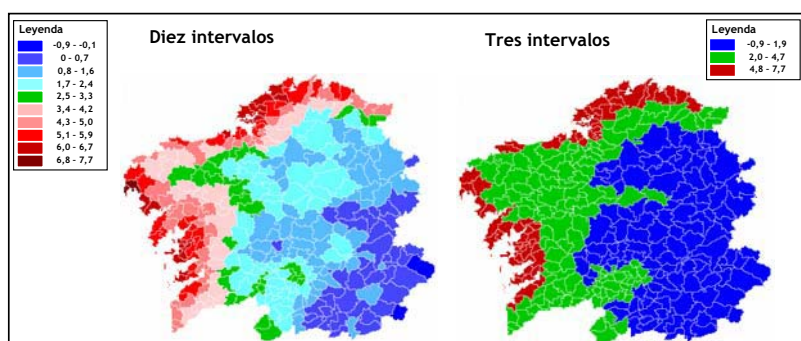 Leyenda
-0,9 – -0,1
0 - 0,7
0,8 - 1,6
1,7 - 2,4
2,5 - 3,3
3,4 - 4,2
4,3 - 5,0
5,1 - 5,9
6,0 - 6,7
6,8 - 7,7
Diez intervalos
Tres intervalos
Leyenda
-0,9 - 1,9
2,0 - 4,7
4,8 - 7,7